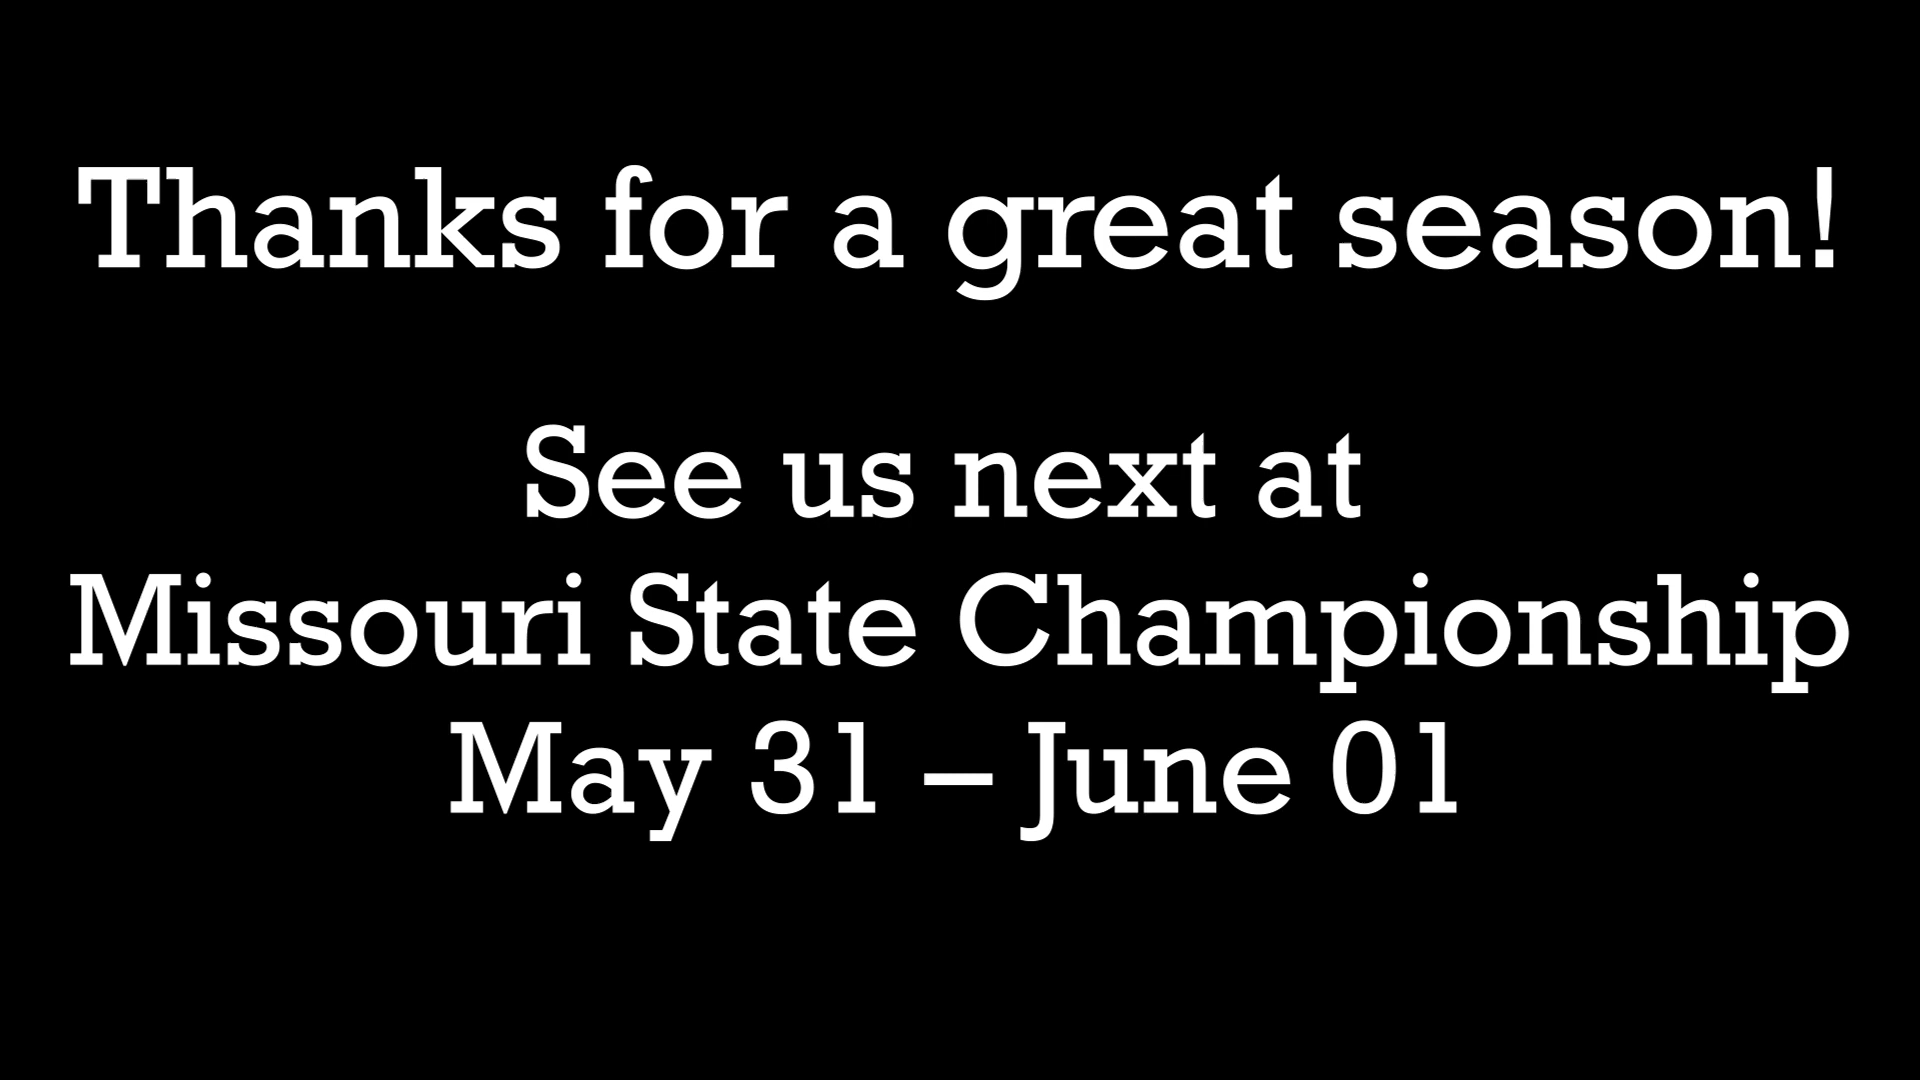 Thanks for a great season!
See us next at
Missouri State Championship
May 31 – June 01